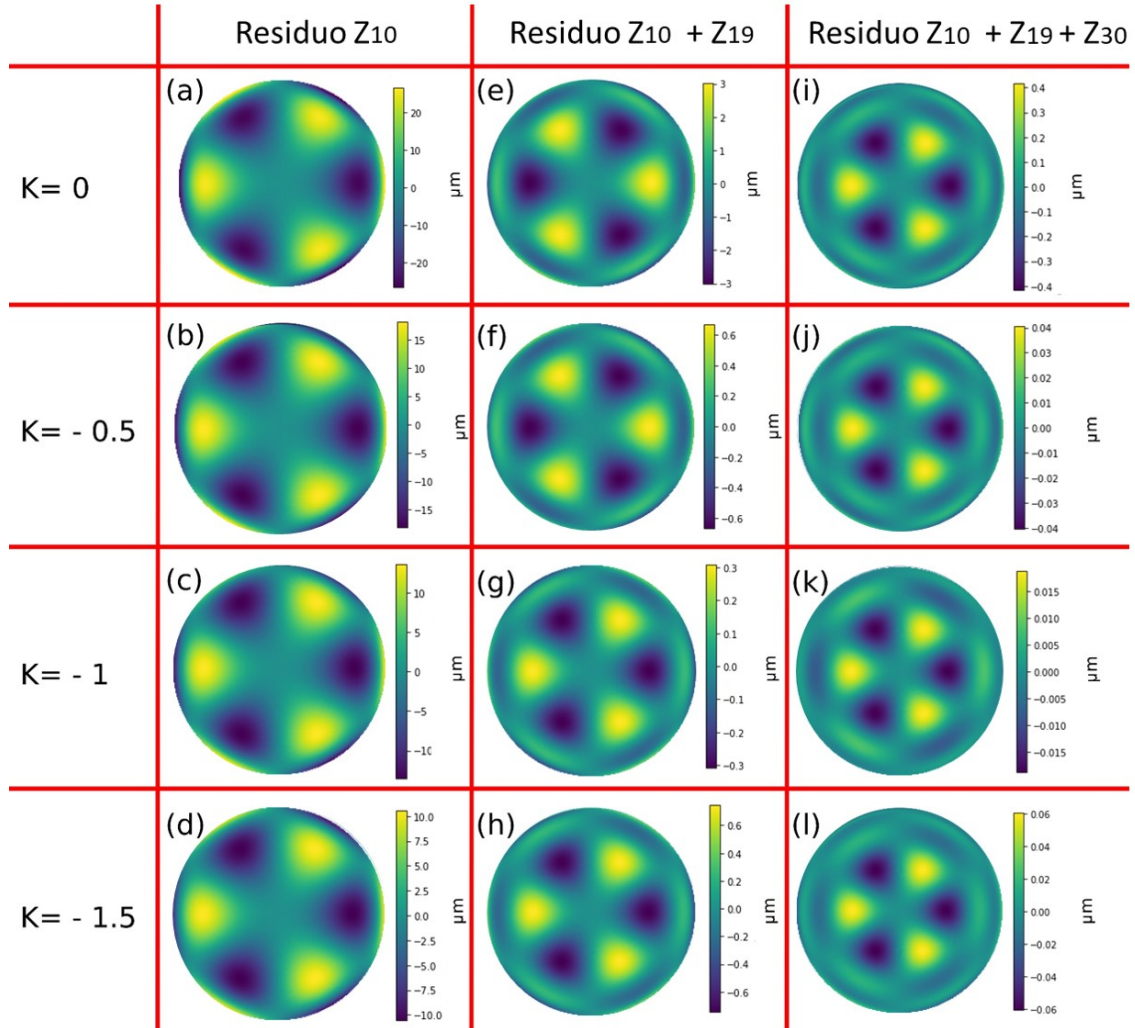 Residuo Z10
Residuo Z10 + Z19
Residuo Z10 + Z19 + Z30
K= 0
(a)
20
10
0
−10
−20
μm
(e)
3
2
1
0
−1
−2
−3
μm
(i)
0.4
0.3
0.2
0.1
0.0
−0.1
−0.2
−0.3
−0.4
μm
K= - 0.5
(b)
15
10
5
0
−5
−10
−15
μm
(f)
0.6
0.4
0.2
0.0
−0.2
−0.4
−0.6
μm
(j)
0.04
0.03
0.02
0.01
0.00
−0.01
−0.02
−0.03
−0.04
μm
K= - 1
(c)
10
5
0
−5
−10
μm
(g)
0.3
0.2
0.1
0.0
−0.1
−0.2
−0.3
μm
(k)
0.015
0.010
0.005
0.000
−0.005
−0.010
−0.015
μm
K= - 1.5
(d)
10.0
7.5
5.0
2.5
0.0
−2.5
−5.0
−7.5
−10.0
μm
(h)
0.6
0.4
0.2
0.0
−0.2
−0.4
−0.6
μm
(l)
0.06
0.04
0.02
0.00
−0.02
−0.04
−0.06
μm